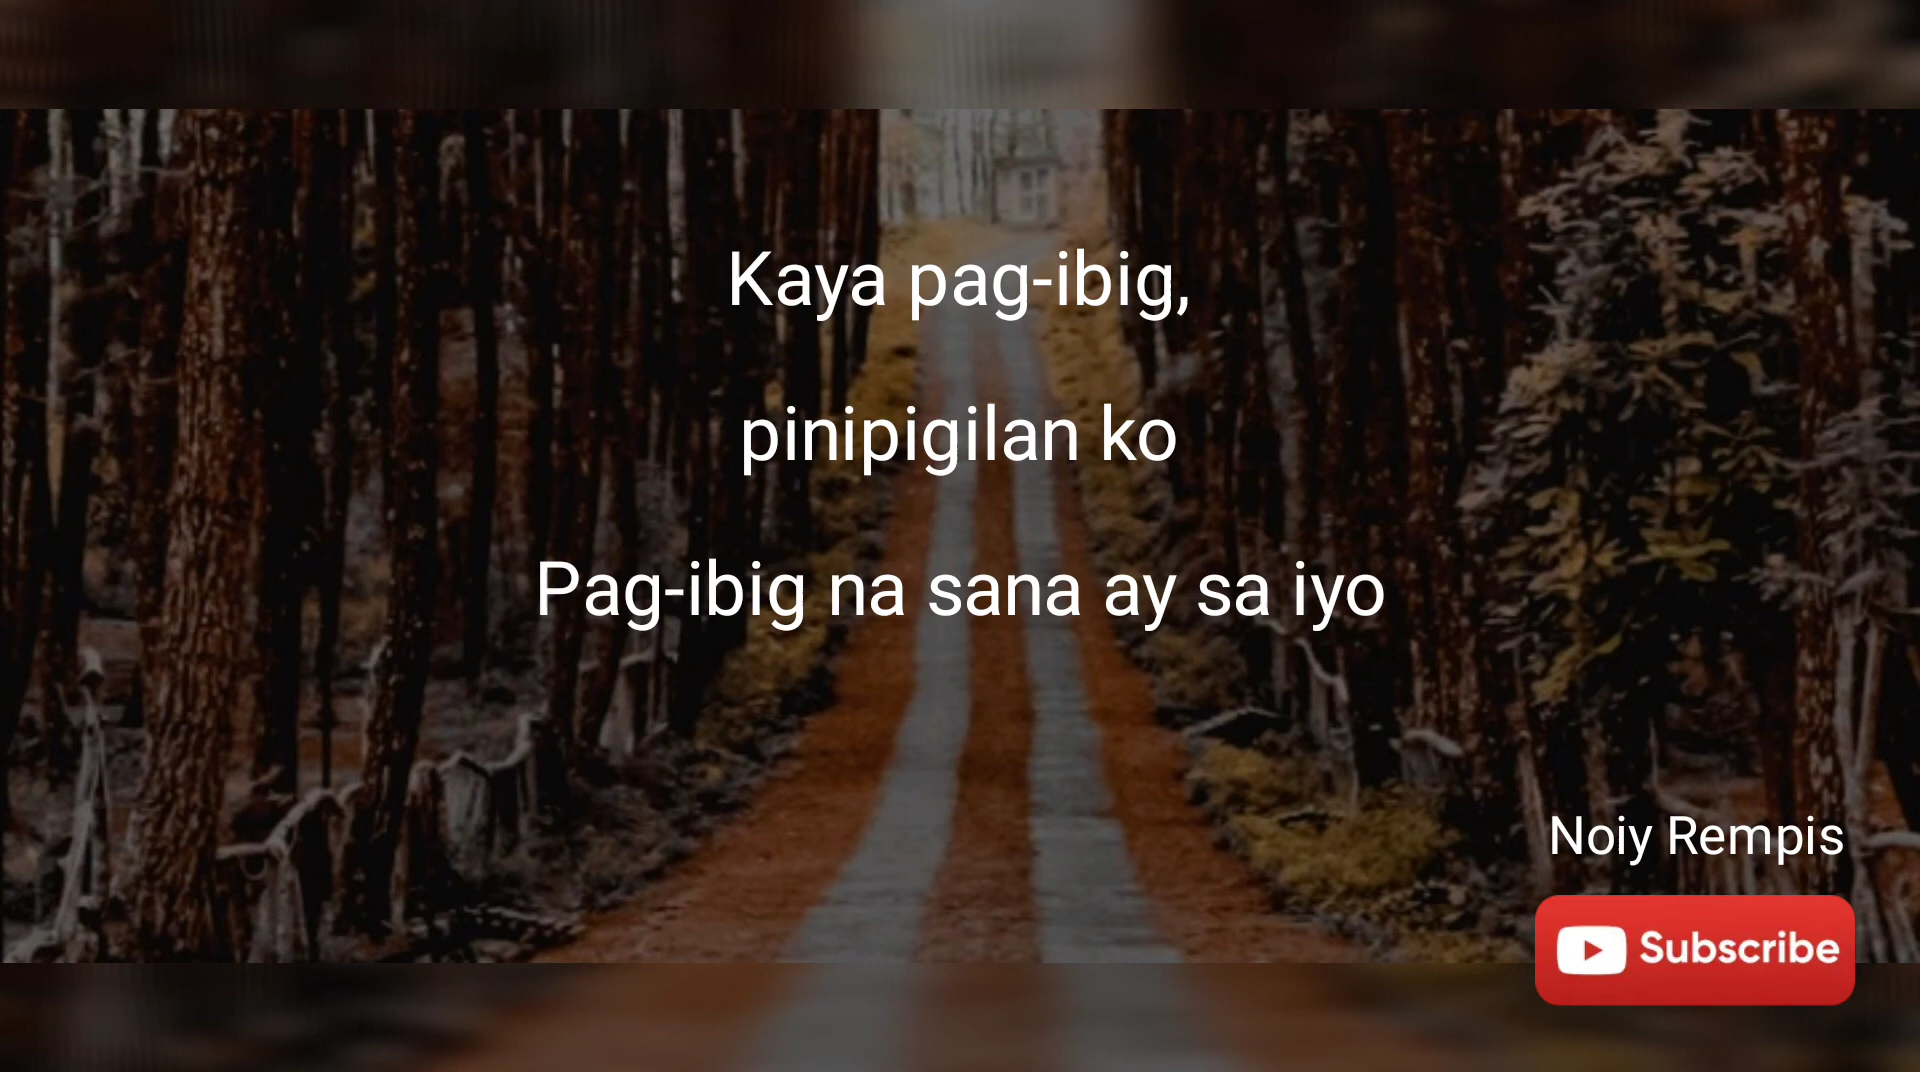 Kaya pag-ibig,
pinipigilan ko
Pag-ibig na sana ay sa iyo
Noiy Rempis
Subscribe